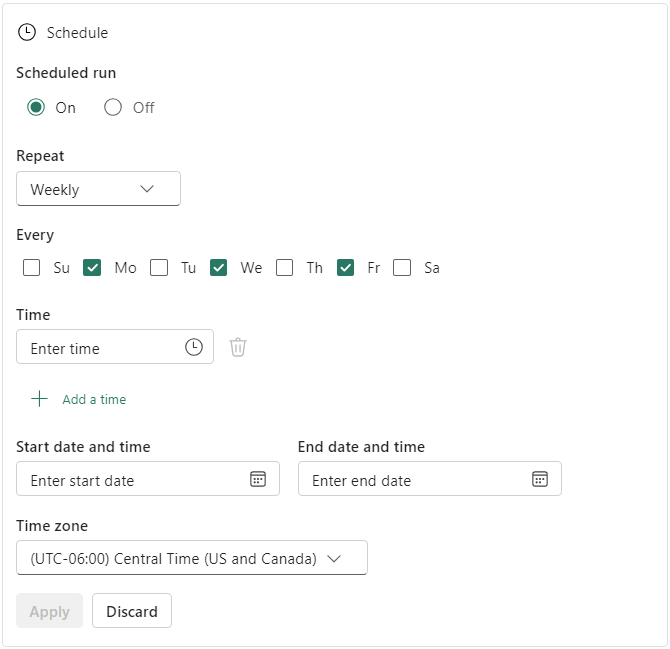 Schedule
Scheduled run
On Off
Repeat
Weekly
Every
Su Mo Tu We Th Fr Sa
Time
Enter time
Add a time
Start date and time End date and time
Enter start date Enter end date
Time zone
(UTC-06:00) Central Time (US and Canada)
Apply Discard